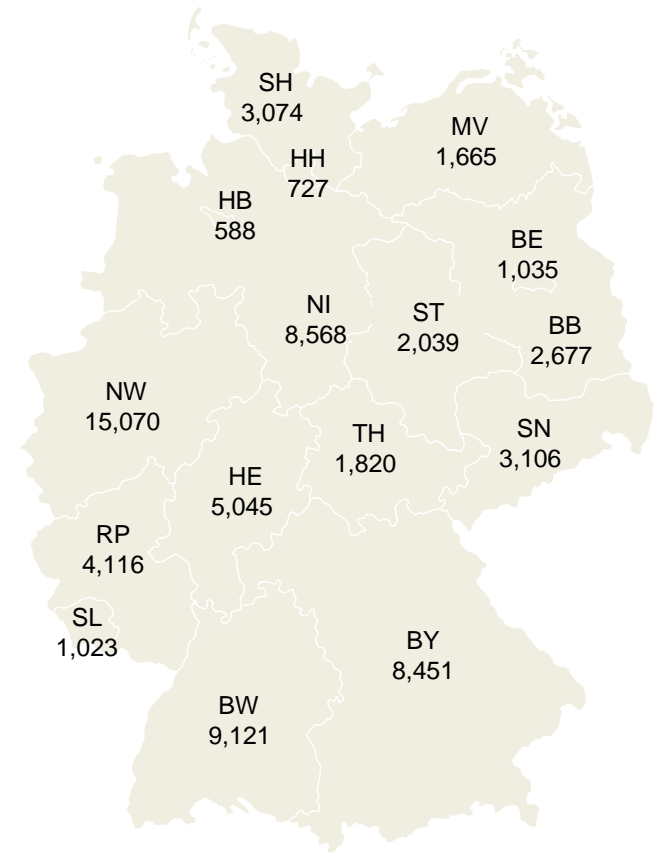 SH
3,074
MV
1,665
HH
727
HB
588
BE
1,035
NI
8,568
ST
2,039
BB
2,677
NW
15,070
TH
1,820
SN
3,106
HE
5,045
RP
4,116
SL
1,023
BY
8,451
BW
9,121